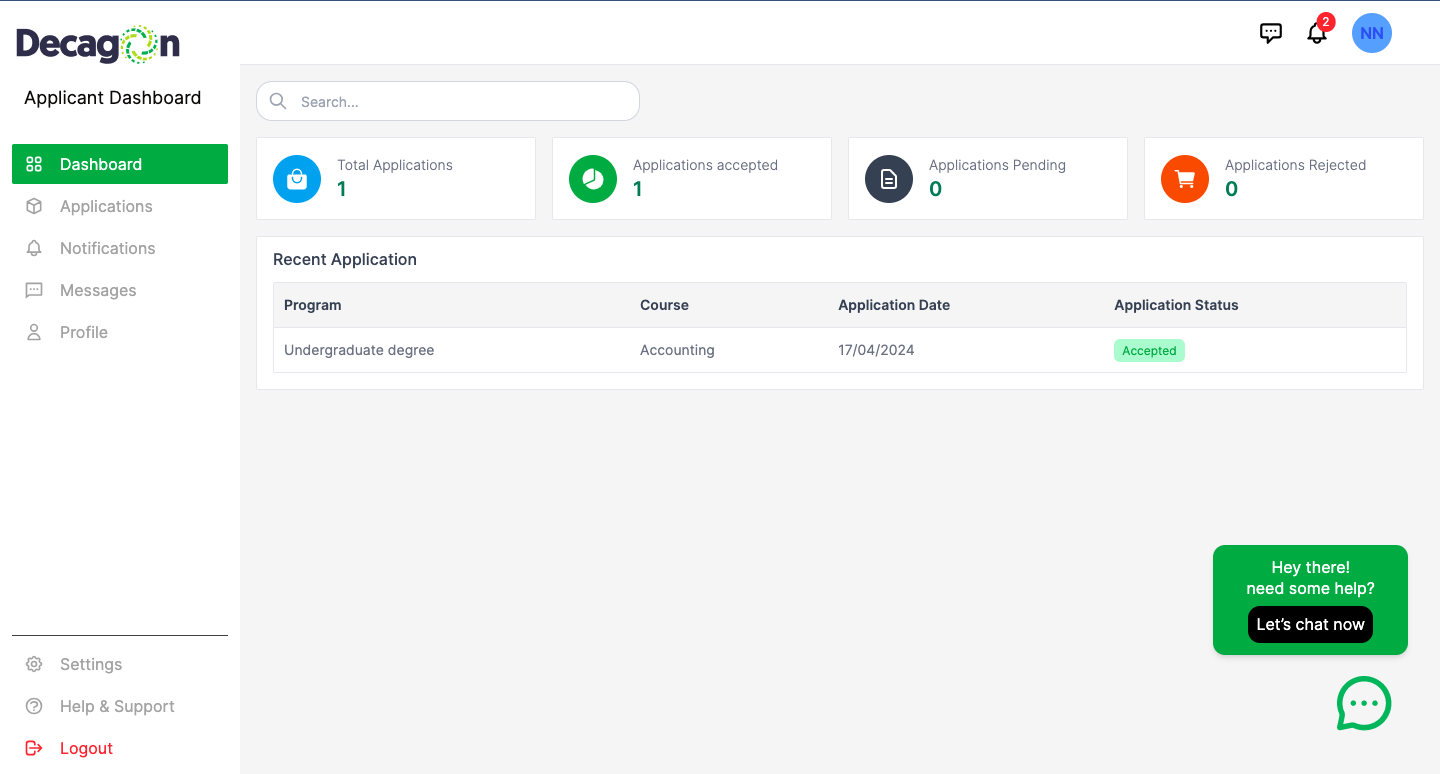 Decagon
Applicant Dashboard
Dashboard
Applications
Notifications
Messages
Profile
Settings
Help & Support
Logout
2
NN
Search...
Total Applications
1
Applications accepted
1
Applications Pending
0
Applications Rejected
0
Recent Application
Program Course Application Date Application Status
Undergraduate degree Accounting 17/04/2024 Accepted
Hey there!
need some help?
Let's chat now